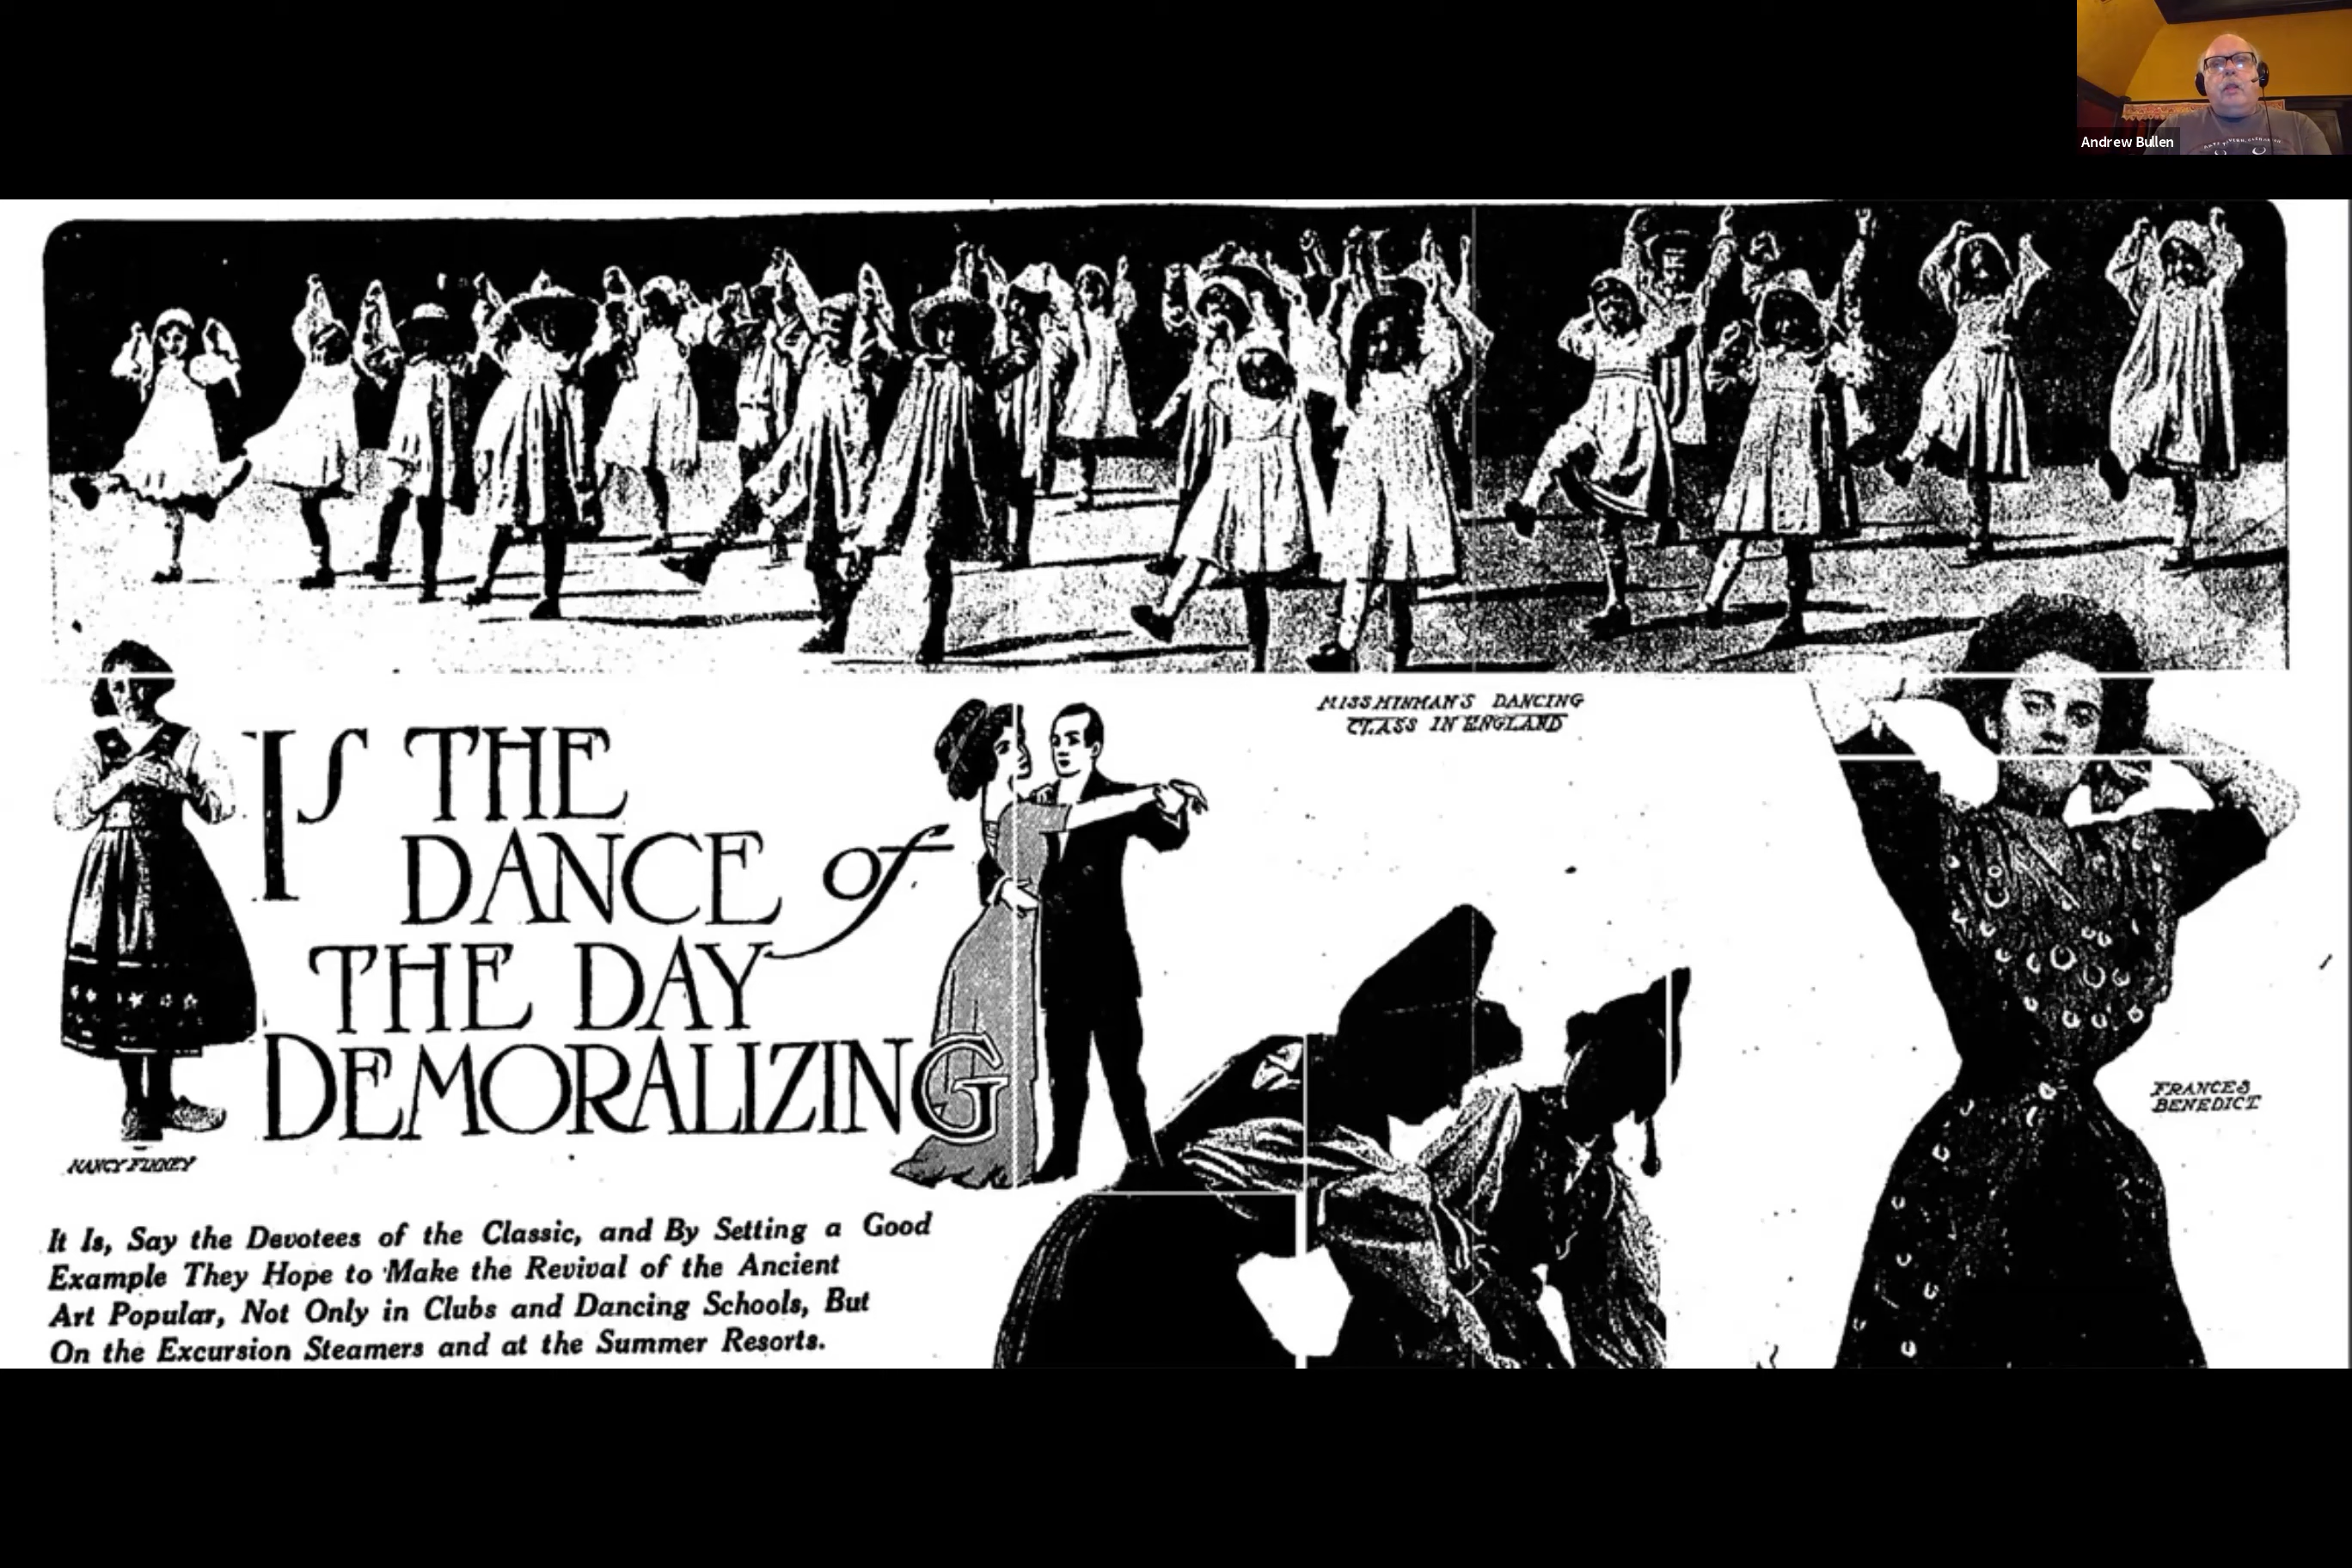 Andrew Bullen
MISS HINMAN'S DANCING
CLASS IN ENGLAND
IS THE
DANCE of
THE DAY
DEMORALIZING
FRANCES
BENEDICT
NANCY FINNEY
It Is, Say the Devotees of the Classic, and By Setting a Good
Example They Hope to Make the Revival of the Ancient
Art Popular, Not Only in Clubs and Dancing Schools, But
On the Excursion Steamers and at the Summer Resorts.